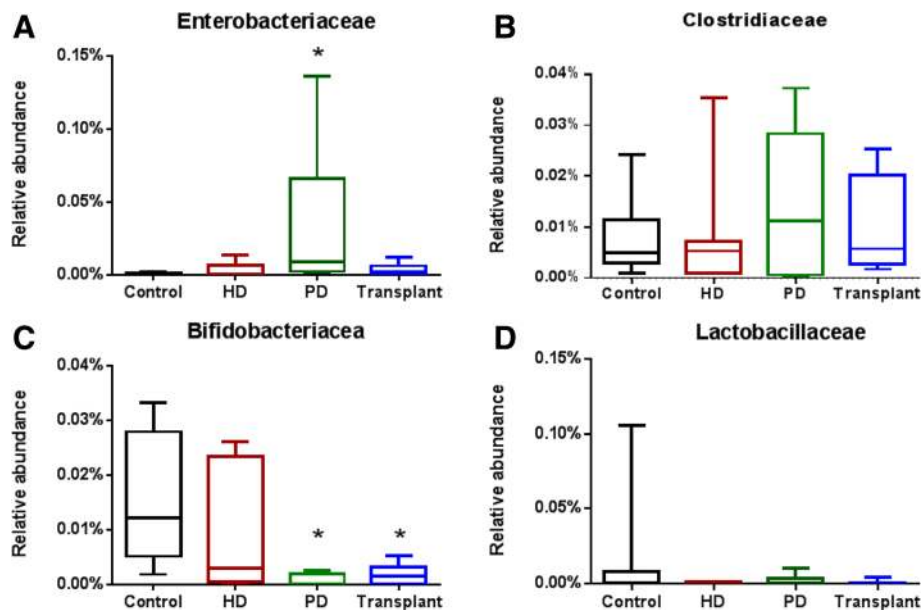 A
Enterobacteriaceae
Relative abundance
0.15%
*
0.10%
0.05%
0.00%
Control HD PD Transplant
B
Clostridiaceae
Relative abundance
0.04%
0.03%
0.02%
0.01%
0.00%
Control HD PD Transplant
C
Bifidobacteriacea
Relative abundance
0.04%
0.03%
0.02%
0.01%
* *
0.00%
Control HD PD Transplant
D
Lactobacillaceae
Relative abundance
0.15%
0.10%
0.05%
0.00%
Control HD PD Transplant